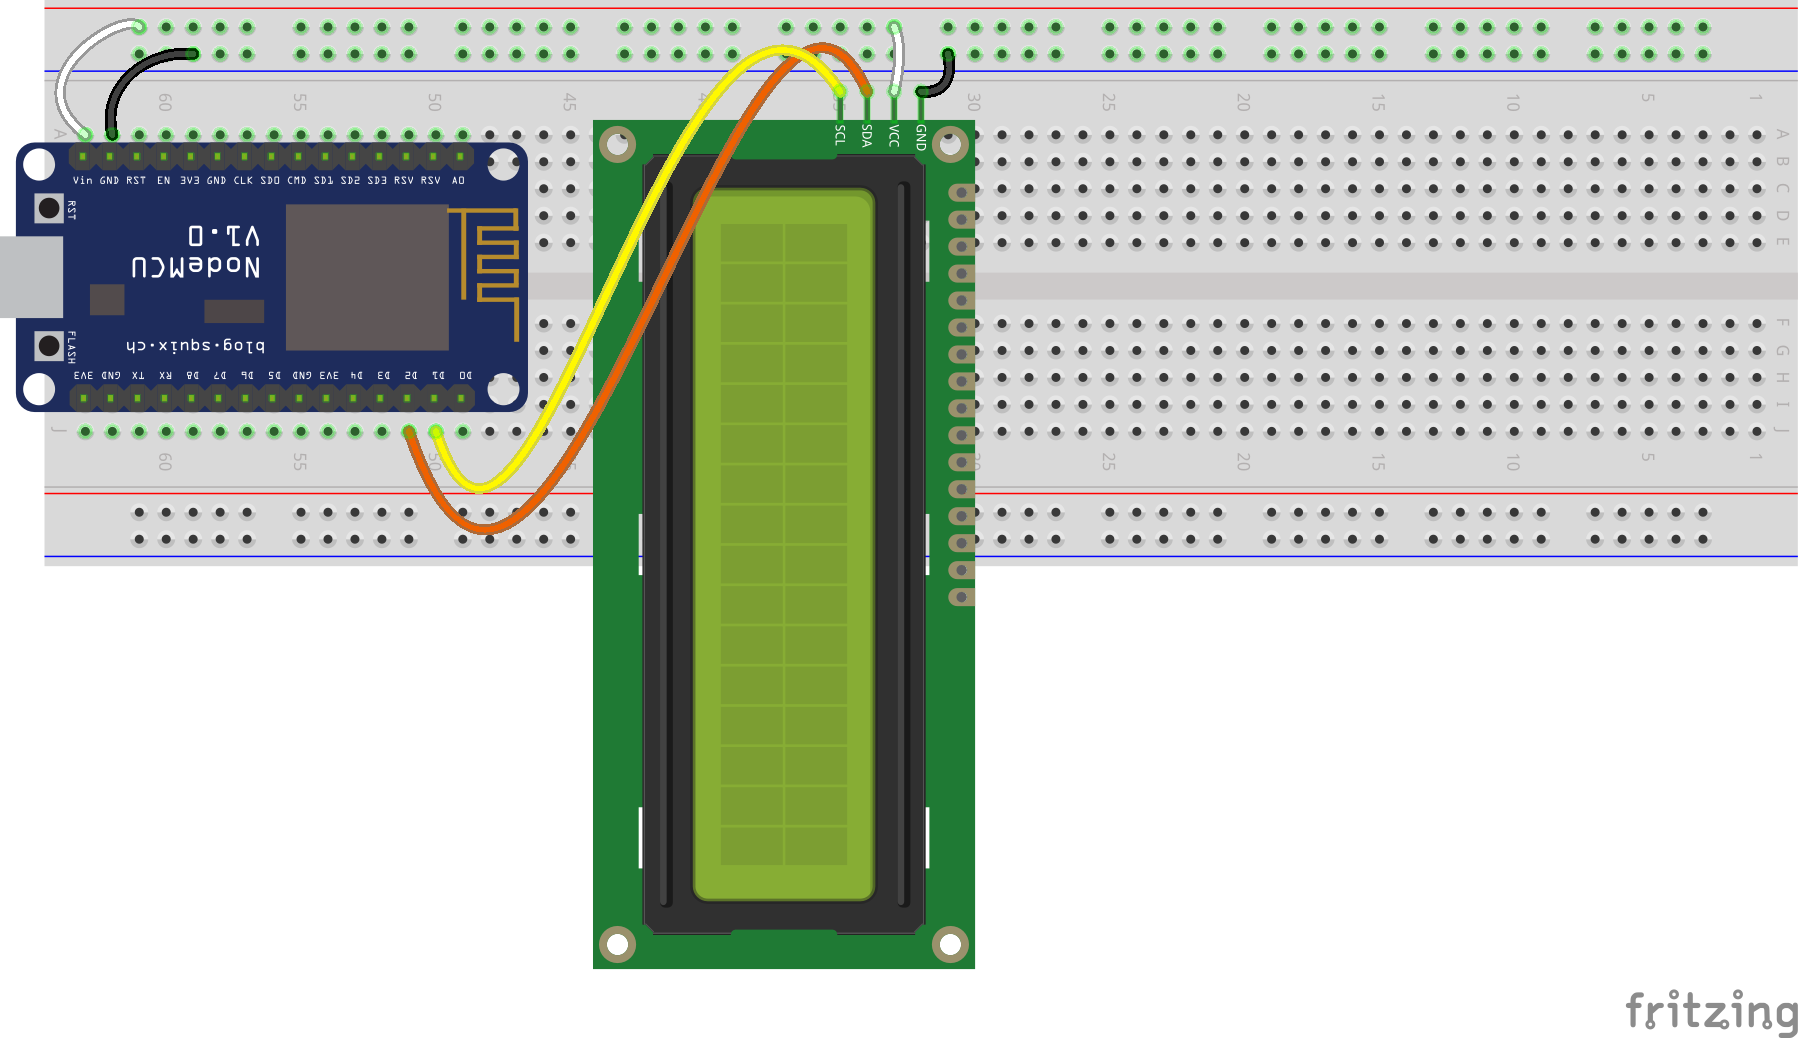 60 55 50 45 30 25 20 15 10 5 1
A A
B
C
D
E
SCL SDA VCC GND
Vin GND RST EN 3V3 GND CLK SD0 CMD SD1 SD2 SD3 RSV RSV A0
RST
V1.0
NodeMCU
FLASH
blog.squix.ch
3V3 GND TX RX D8 D7 D6 D5 GND 3V3 D4 D3 D2 D1 D0
F
G
H
I
J J
60 55 50 25 20 15 10 5 1
fritzing